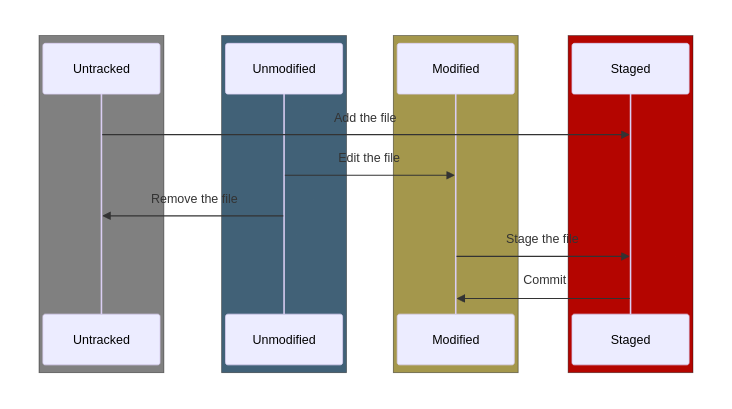 Untracked
Unmodified
Modified
Staged
Add the file
Edit the file
Remove the file
Stage the file
Commit
Untracked
Unmodified
Modified
Staged